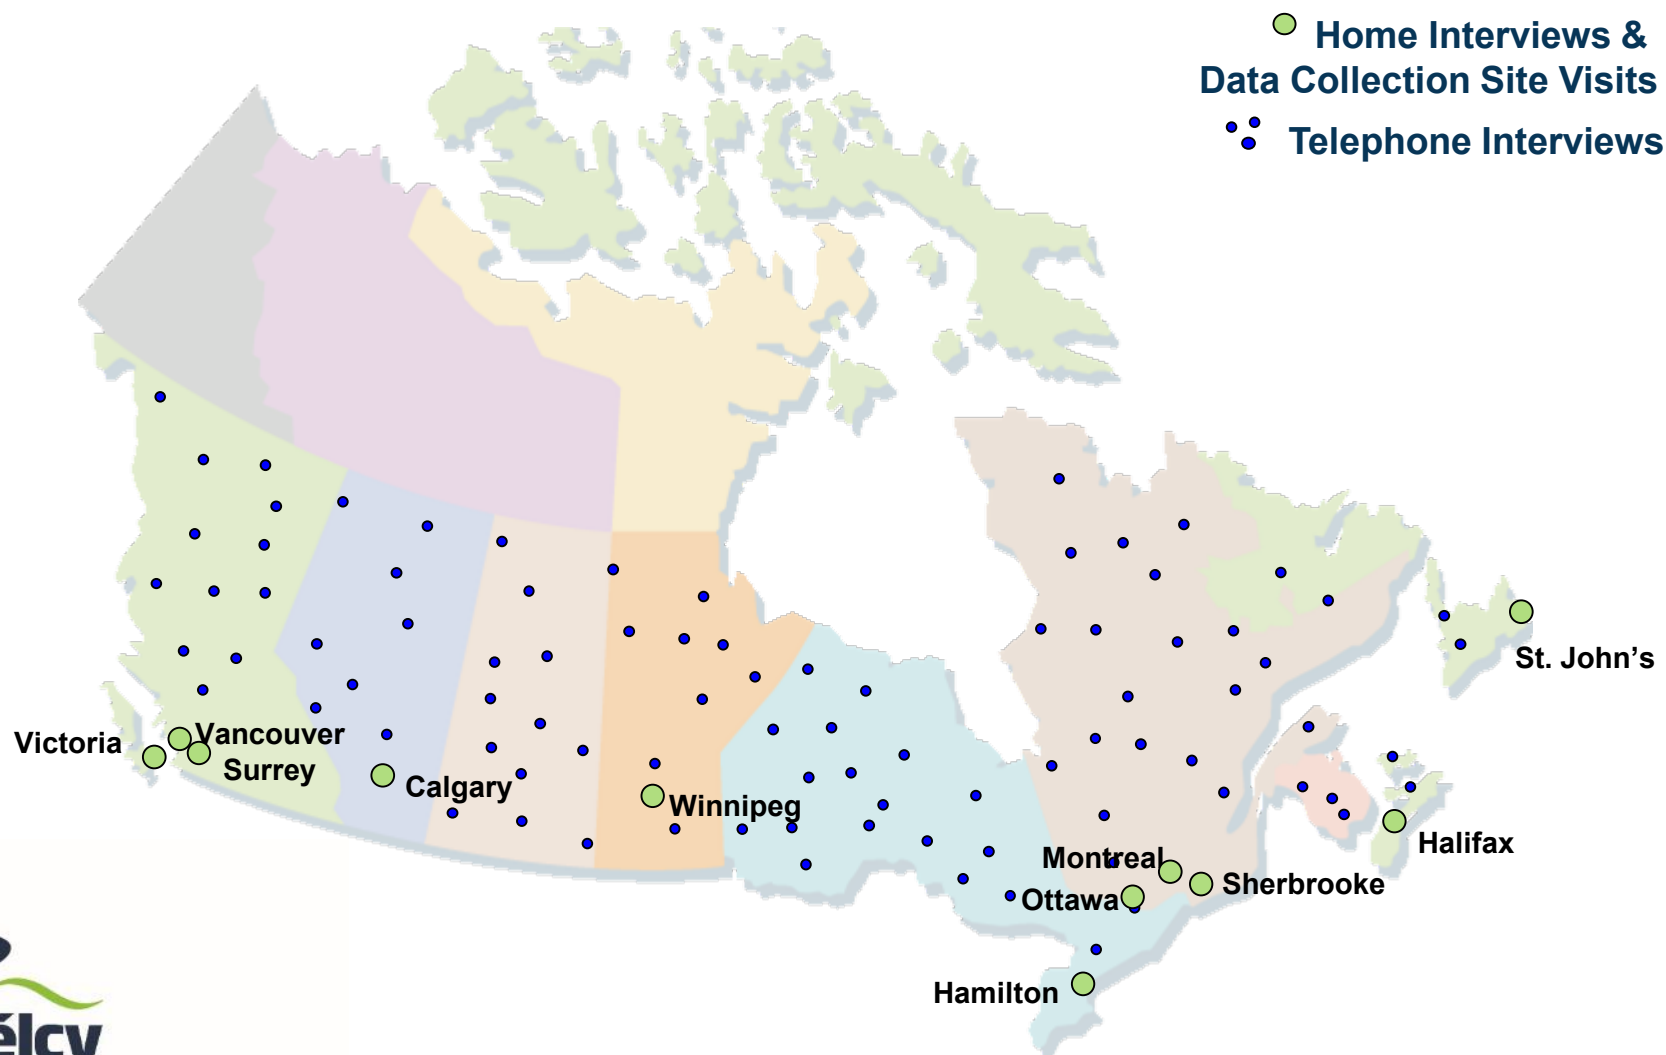 Home Interviews &
Data Collection Site Visits
Telephone Interviews
St. John’s
Victoria
Vancouver
Surrey
Calgary
Winnipeg
Halifax
Montreal
Sherbrooke
Ottawa
Hamilton
élcv